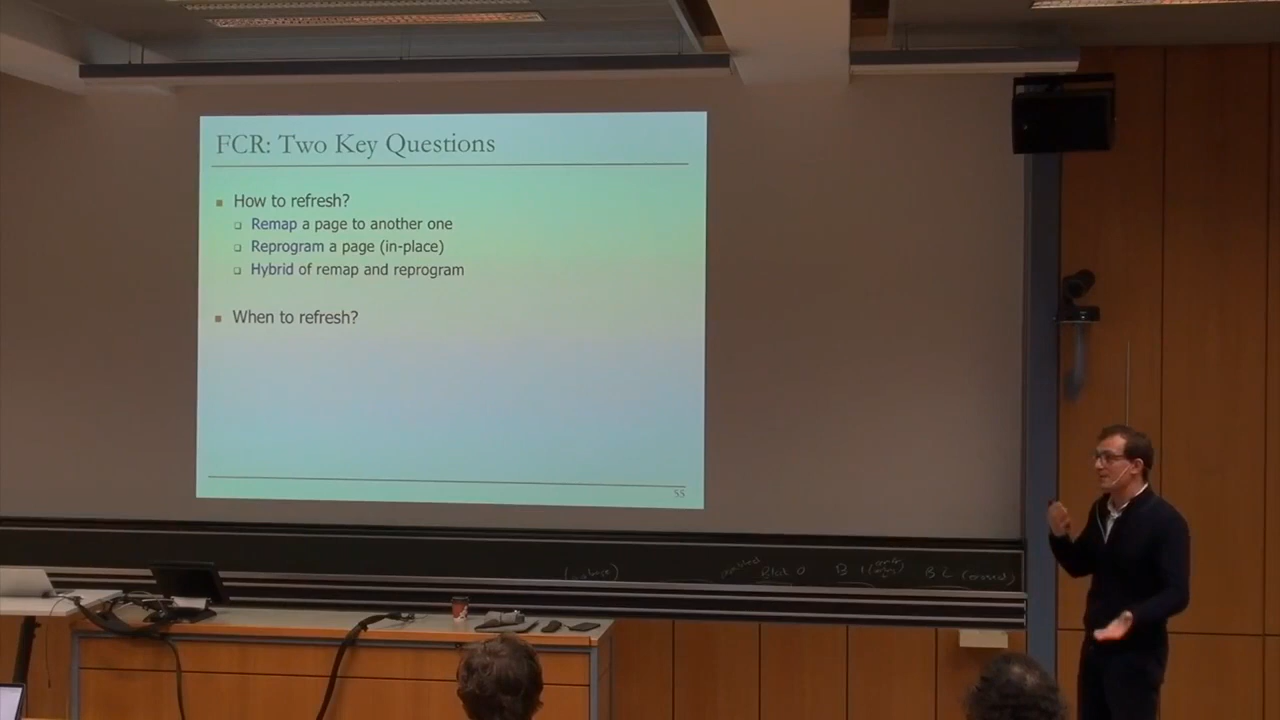 FCR: Two Key Questions
How to refresh?
Remap a page to another one
Reprogram a page (in-place)
Hybrid of remap and reprogram
When to refresh?
55